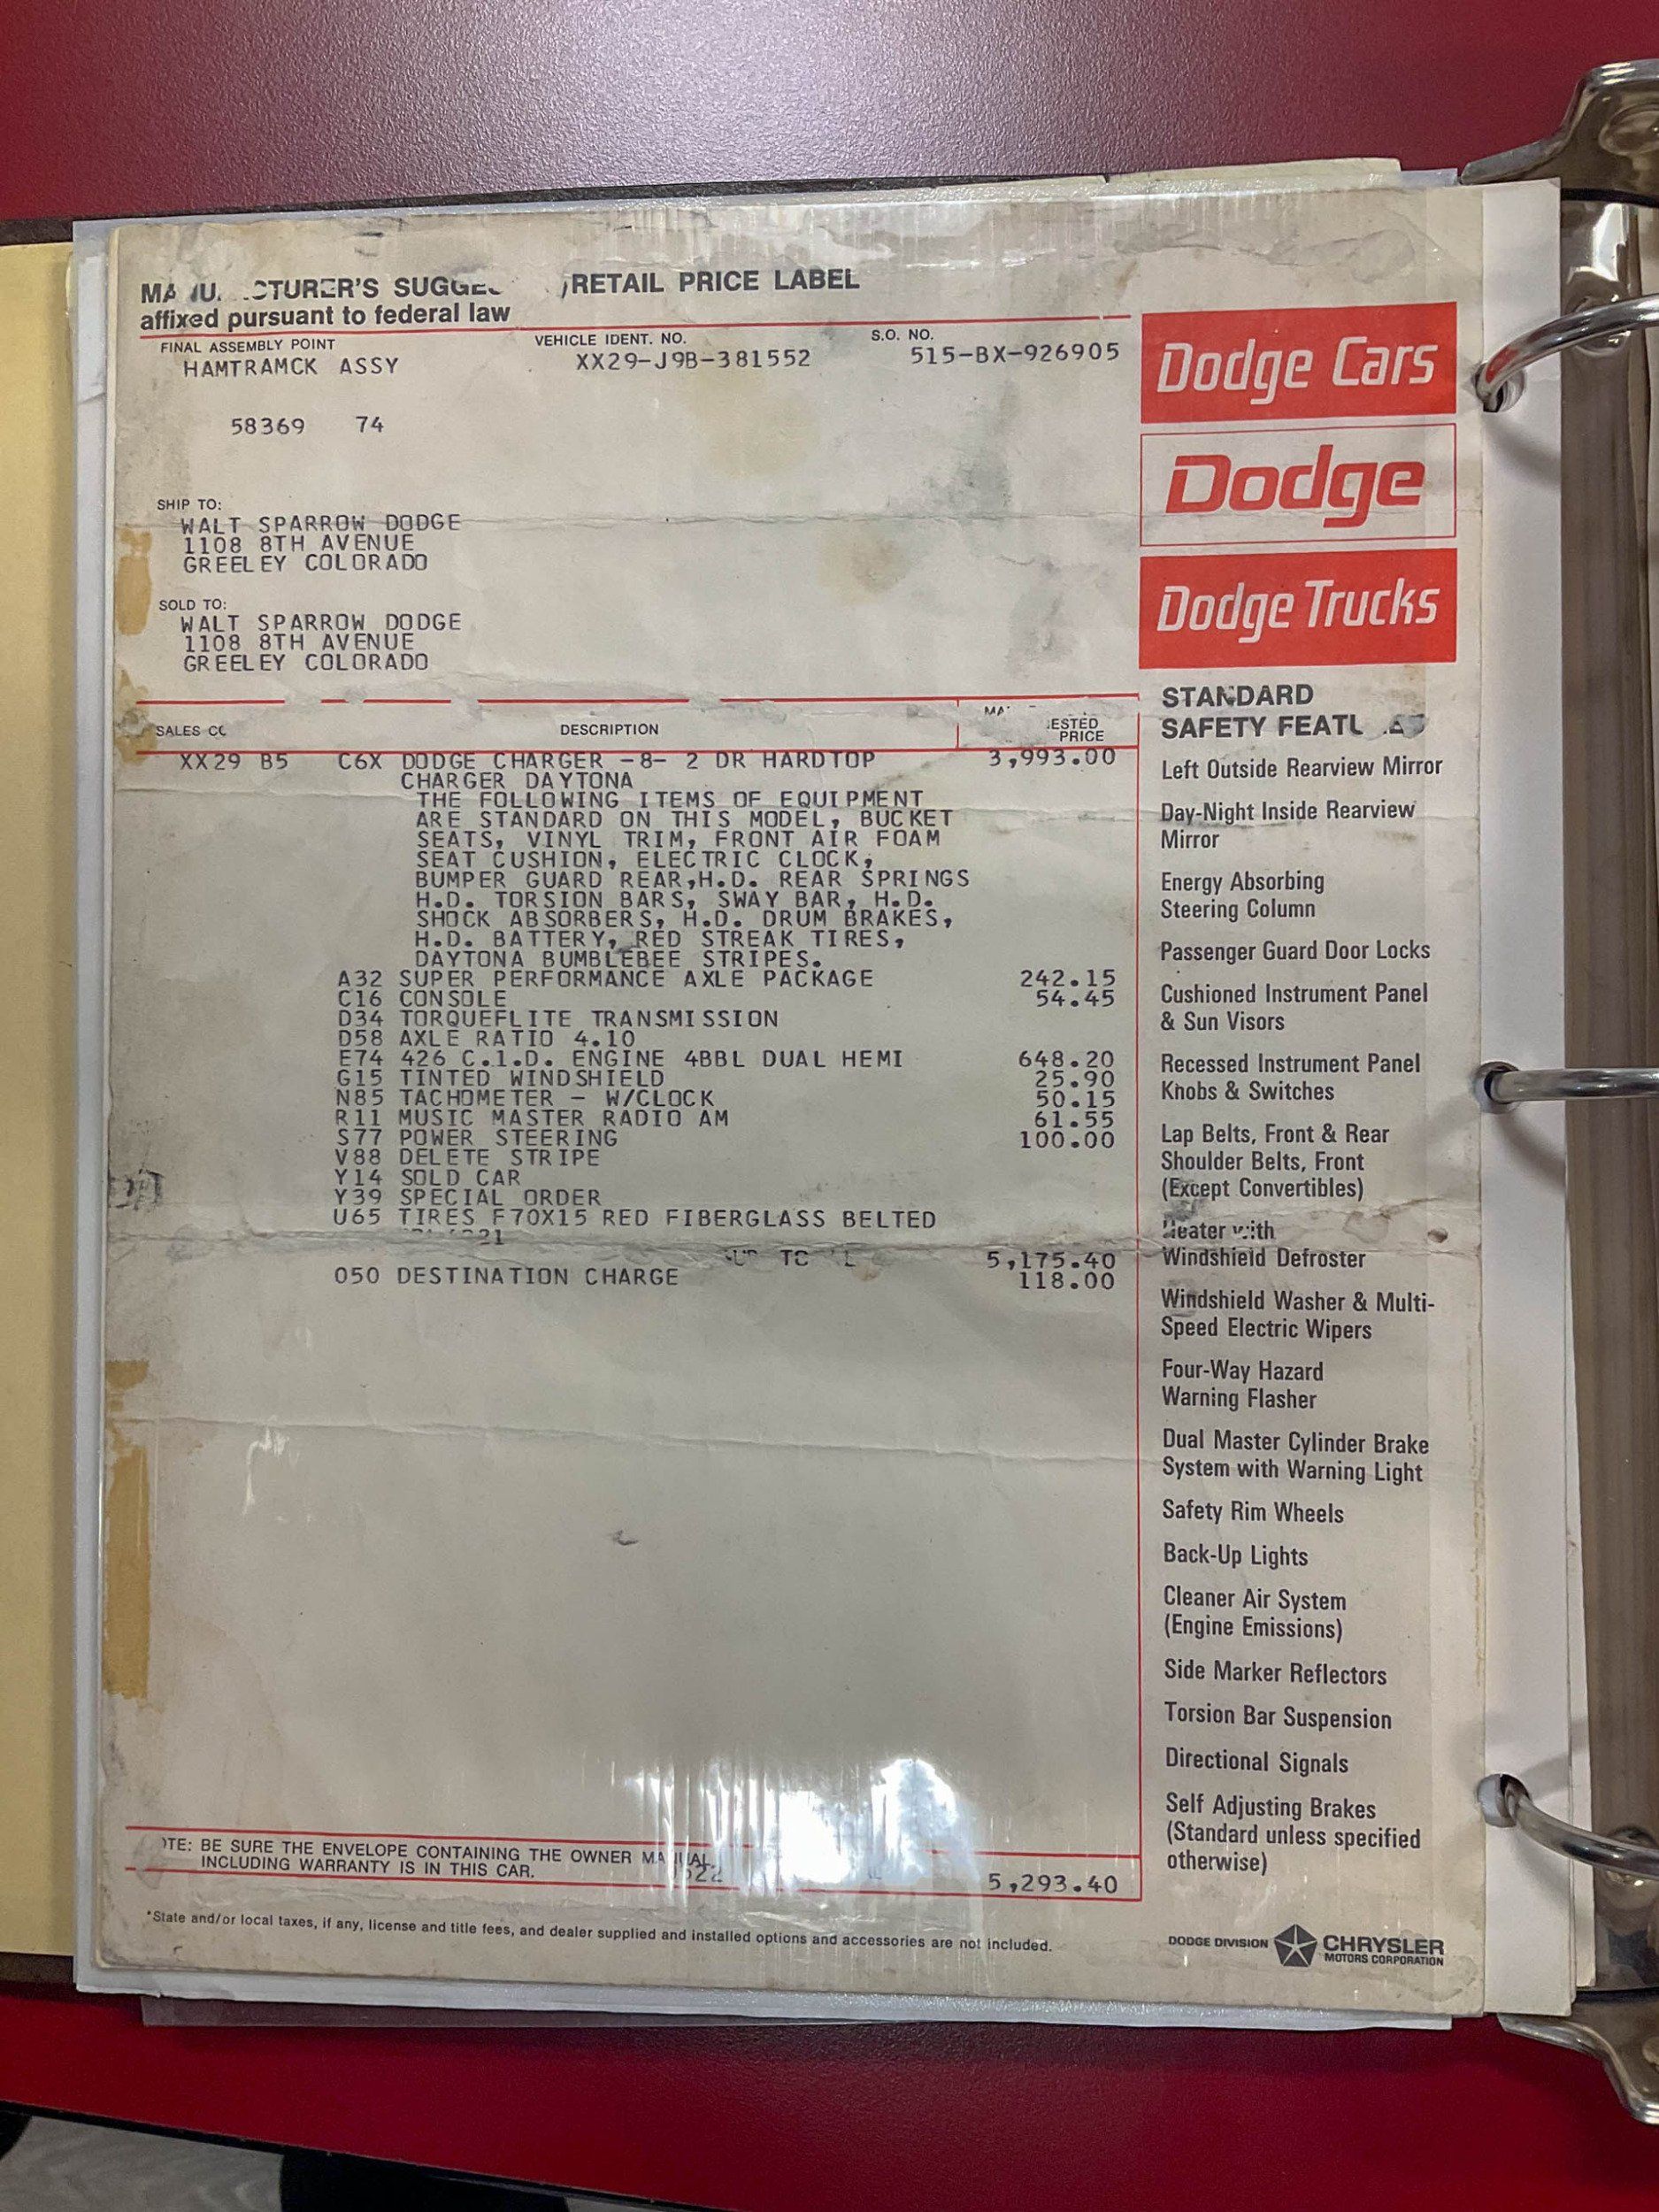 RETAIL PRICE LABEL
affixed pursuant to federal law
FINAL ASSEMBLY POINT
HAMTRAMCK ASSY
VEHICLE IDENT. NO.
XX29-J9B-381552
S.O. NO.
515-BX-926905
58369 74
SHIP TO:
WALT SPARROW DODGE
1108 8TH AVENUE
GREELEY COLORADO
SOLD TO:
WALT SPARROW DODGE
1108 8TH AVENUE
GREELEY COLORADO
SALES
DESCRIPTION
PRICE
XX29 B5 C6X DODGE CHARGER -8- 2 DR HARDTOP 3,993.00
CHARGER DAYTONA
THE FOLLOWING ITEMS OF EQUIPMENT
ARE STANDARD ON THIS MODEL, BUCKET
SEATS, VINYL TRIM, FRONT AIR FOAM
SEAT CUSHION, ELECTRIC CLOCK,
BUMPER GUARD REAR,H.D. REAR SPRINGS
H.D. TORSION BARS, SWAY BAR, H.D.
SHOCK ABSORBERS, H.D. DRUM BRAKES,
H.D. BATTERY, RED STREAK TIRES,
DAYTONA BUMBLEBEE STRIPES.
A32 SUPER PERFORMANCE AXLE PACKAGE 242.15
C16 CONSOLE 54.45
D34 TORQUEFLITE TRANSMISSION
D58 AXLE RATIO 4.10
E74 426 C.I.D. ENGINE 4BBL DUAL HEMI 648.20
G15 TINTED WINDSHIELD 25.90
N85 TACHOMETER - W/CLOCK 50.15
R11 MUSIC MASTER RADIO AM 61.55
S77 POWER STEERING 100.00
V88 DELETE STRIPE
Y14 SOLD CAR
Y39 SPECIAL ORDER
U65 TIRES F70X15 RED FIBERGLASS BELTED
5,175.40
050 DESTINATION CHARGE 118.00
BE SURE THE ENVELOPE CONTAINING THE OWNER
INCLUDING WARRANTY IS IN THIS CAR.
5,293.40
*State and/or local taxes, if any, license and title fees, and dealer supplied and installed options and accessories are not included.
Dodge Cars
Dodge
Dodge Trucks
STANDARD
SAFETY
Left Outside Rearview Mirror
Day-Night Inside Rearview
Mirror
Energy Absorbing
Steering Column
Passenger Guard Door Locks
Cushioned Instrument Panel
& Sun Visors
Recessed Instrument Panel
Knobs & Switches
Lap Belts, Front & Rear
Shoulder Belts, Front
(Except Convertibles)
Heater with
Windshield Defroster
Windshield Washer & Multi-
Speed Electric Wipers
Four-Way Hazard
Warning Flasher
Dual Master Cylinder Brake
System with Warning Light
Safety Rim Wheels
Back-Up Lights
Cleaner Air System
(Engine Emissions)
Side Marker Reflectors
Torsion Bar Suspension
Directional Signals
Self Adjusting Brakes
(Standard unless specified
otherwise)
DODGE DIVISION CHRYSLER
MOTORS CORPORATION